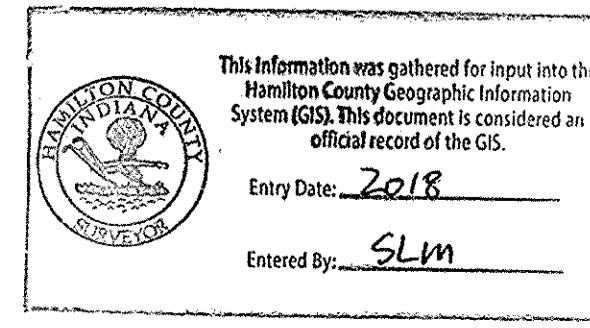 HAMILTON COUNTY
INDIANA
SURVEYOR
This Information was gathered for input into th
Hamilton County Geographic Information
System (GIS). This document is considered an
official record of the GIS.
Entry Date: 2018
Entered By: SLM